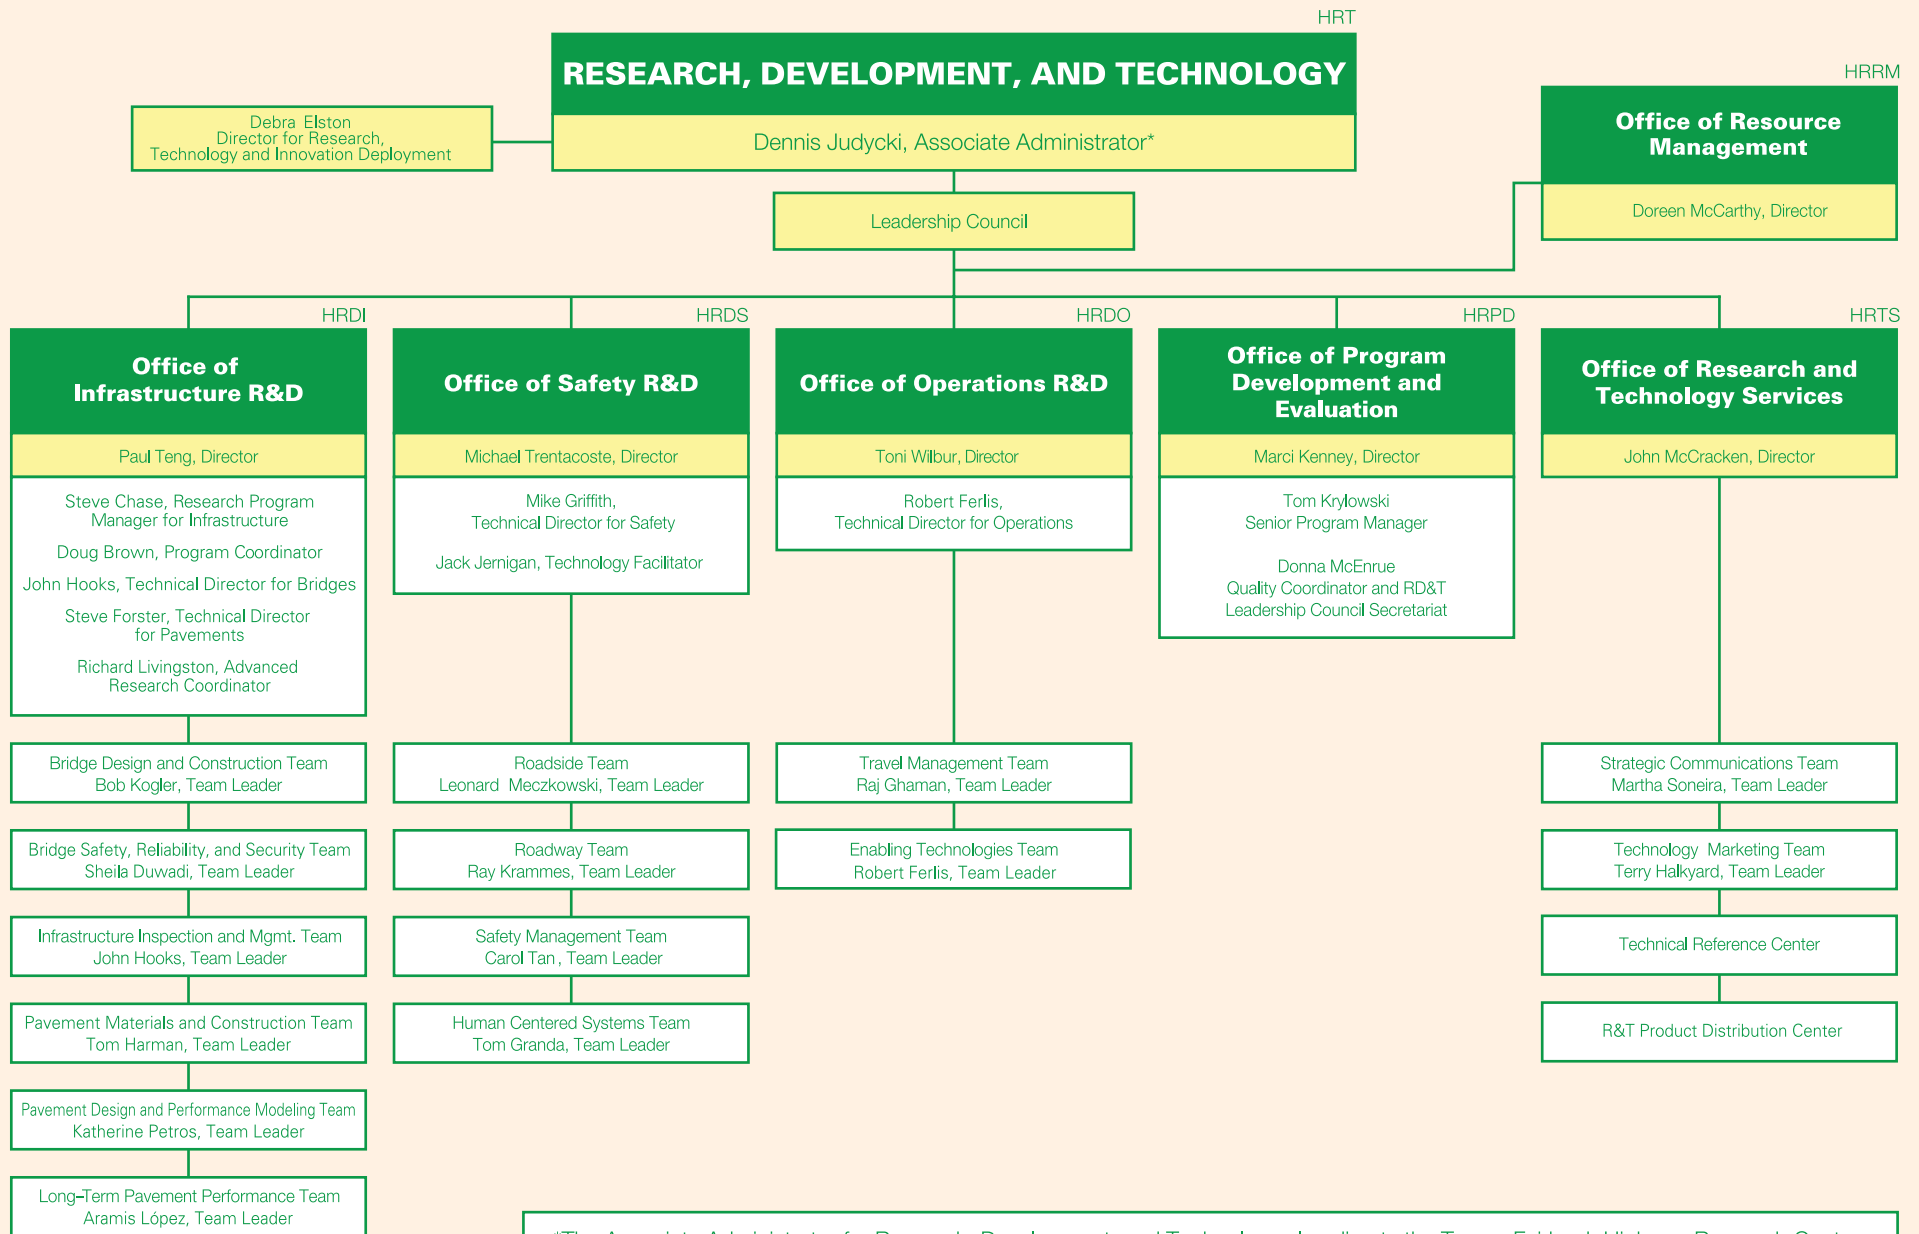 HRT
RESEARCH, DEVELOPMENT, AND TECHNOLOGY
Dennis Judycki, Associate Administrator*
Debra Elston
Director for Research,
Technology and Innovation Deployment
HRRM
Office of Resource
Management
Doreen McCarthy, Director
Leadership Council
HRDI
Office of
Infrastructure R&D
Paul Teng, Director
Steve Chase, Research Program
Manager for Infrastructure
Doug Brown, Program Coordinator
John Hooks, Technical Director for Bridges
Steve Forster, Technical Director
for Pavements
Richard Livingston, Advanced
Research Coordinator
Bridge Design and Construction Team
Bob Kogler, Team Leader
Bridge Safety, Reliability, and Security Team
Sheila Duwadi, Team Leader
Infrastructure Inspection and Mgmt. Team
John Hooks, Team Leader
Pavement Materials and Construction Team
Tom Harman, Team Leader
Pavement Design and Performance Modeling Team
Katherine Petros, Team Leader
Long-Term Pavement Performance Team
Aramis López, Team Leader
HRDS
Office of Safety R&D
Michael Trentacoste, Director
Mike Griffith,
Technical Director for Safety
Jack Jernigan, Technology Facilitator
Roadside Team
Leonard Meczkowski, Team Leader
Roadway Team
Ray Krammes, Team Leader
Safety Management Team
Carol Tan, Team Leader
Human Centered Systems Team
Tom Granda, Team Leader
HRDO
Office of Operations R&D
Toni Wilbur, Director
Robert Ferlis,
Technical Director for Operations
Travel Management Team
Raj Ghaman, Team Leader
Enabling Technologies Team
Robert Ferlis, Team Leader
HRPD
Office of Program
Development and
Evaluation
Marci Kenney, Director
Tom Krylowski
Senior Program Manager
Donna McEnrue
Quality Coordinator and RD&T
Leadership Council Secretariat
HRTS
Office of Research and
Technology Services
John McCracken, Director
Strategic Communications Team
Martha Soneira, Team Leader
Technology Marketing Team
Terry Halkyard, Team Leader
Technical Reference Center
R&T Product Distribution Center